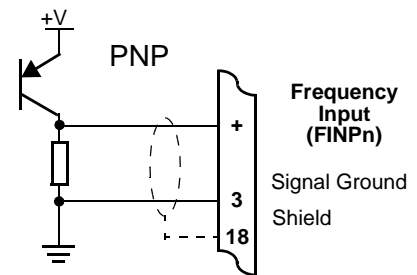 +V
PNP
Frequency
Input
(FINPn)
+
Signal Ground
3
Shield
18